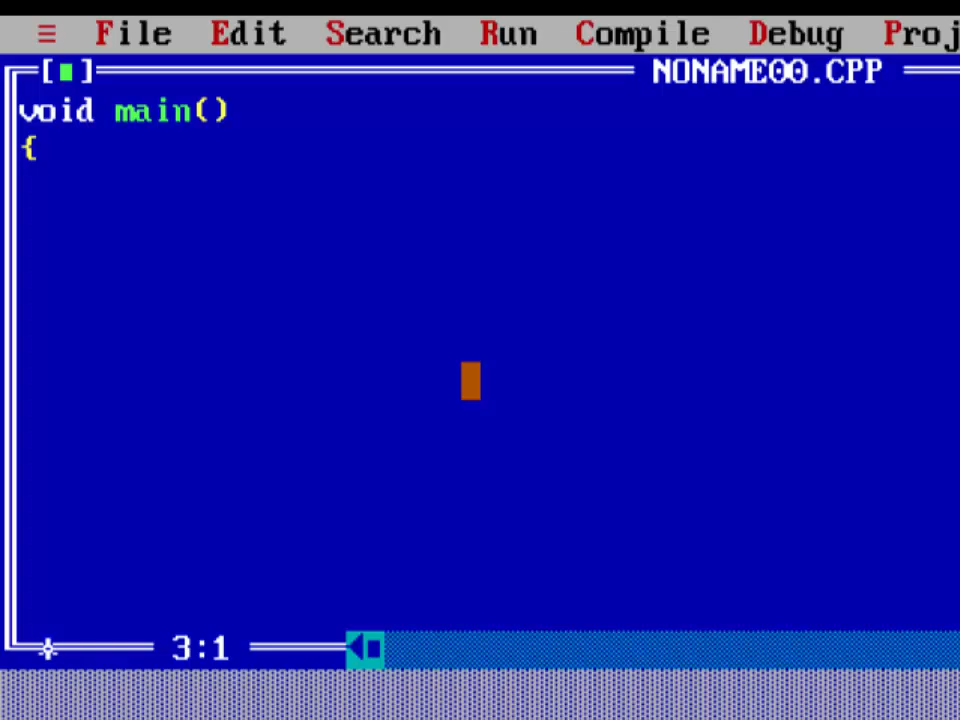 ≡ File Edit Search Run Compile Debug Proj
[■] NONAME00.CPP
void main()
{
3:1